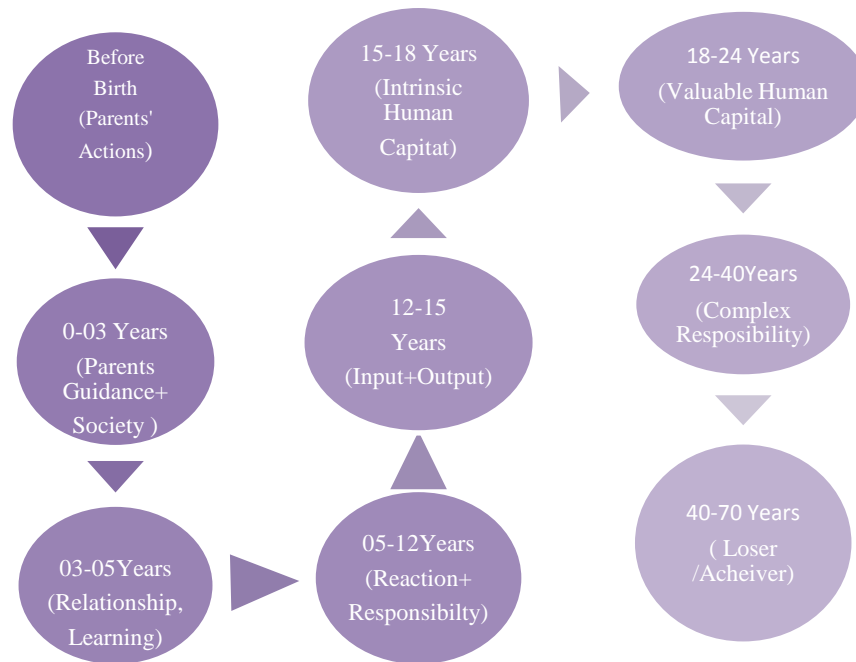 Before
Birth
(Parents'
Actions)
0-03 Years
(Parents
Guidance+
Society )
03-05Years
(Relationship,
Learning)
05-12Years
(Reaction+
Responsibilty)
12-15
Years
(Input+Output)
15-18 Years
(Intrinsic
Human
Capitat)
18-24 Years
(Valuable Human
Capital)
24-40Years
(Complex
Resposibility)
40-70 Years
( Loser
/Acheiver)